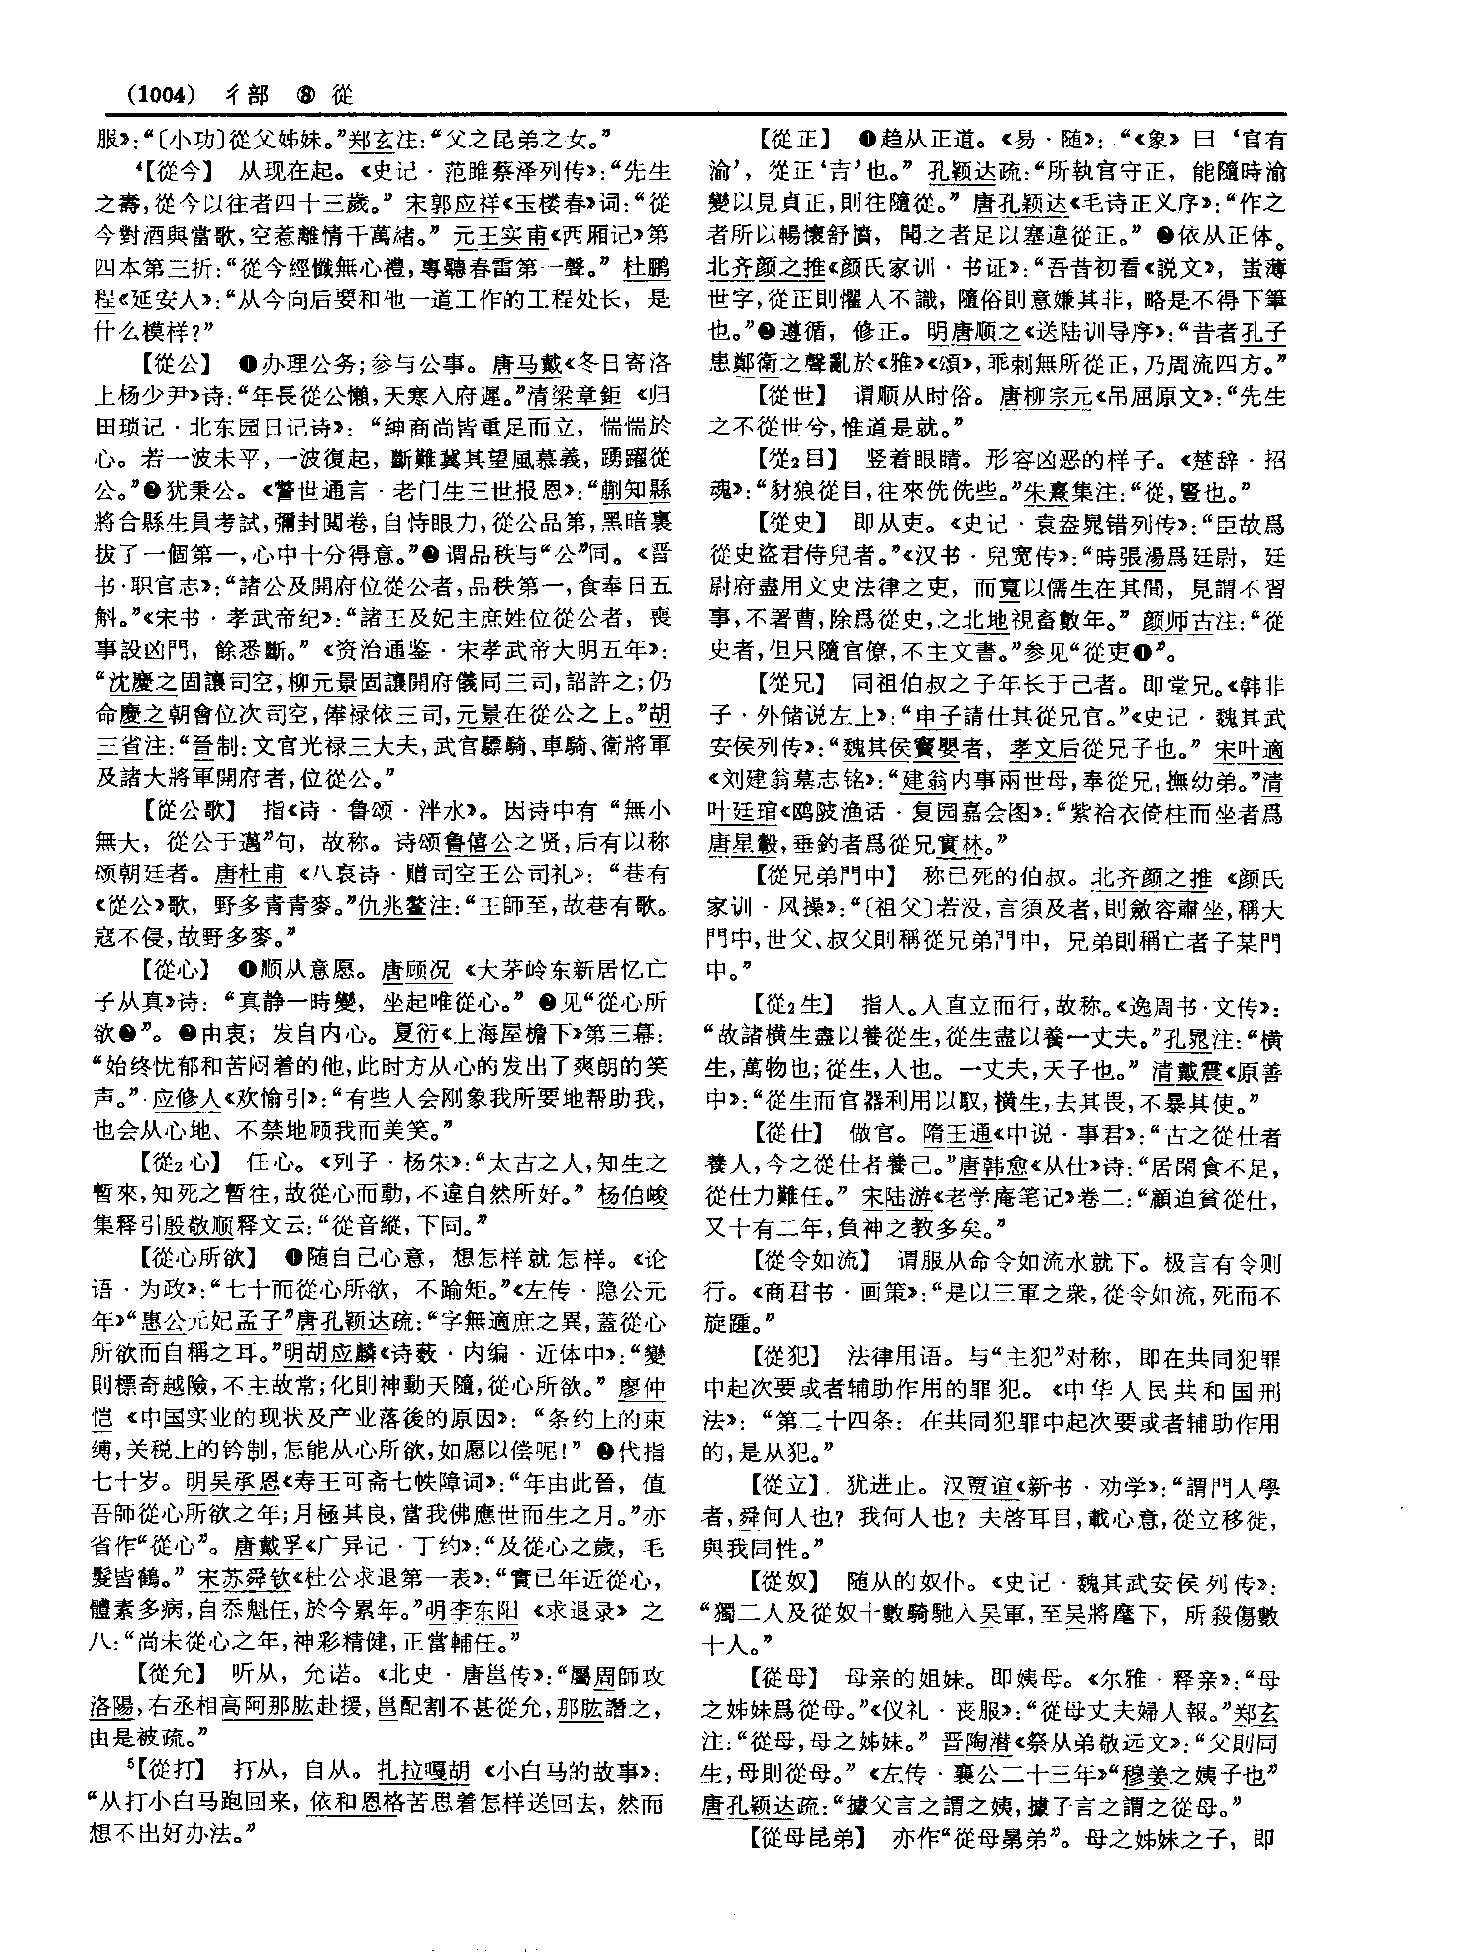 (1004) 彳部 ⑧ 從
服》：“〔小功〕從父姊妹。”郑玄注：“父之昆弟之女。”
4【從今】 从现在起。《史记·范雎蔡泽列传》：“先生
之壽，從今以往者四十三歲。” 宋郭应祥《玉楼春》词：“從
今對酒與當歌，空惹離情千萬緒。” 元王实甫《西厢记》第
四本第三折：“從今經懺無心禮，專聽春雷第一聲。” 杜鹏
程《延安人》：“从今向后要和他一道工作的工程处长，是
什么模样？”
【從公】 ❶办理公务；参与公事。唐马戴《冬日寄洛
上杨少尹》诗：“年長從公懶，天寒入府遲。”清梁章鉅《归
田琐记·北东园日记诗》：“紳商尚皆重足而立，惴惴於
心。若一波未平，一波復起，斷難冀其望風慕義，踴躍從
公。”❷犹秉公。《警世通言·老门生三世报恩》：“蒯知縣
將合縣生員考試，彌封閱卷，自恃眼力，從公品第，黑暗裏
拔了一個第一，心中十分得意。”❸谓品秩与“公”同。《晋
书·职官志》：“諸公及開府位從公者，品秩第一，食奉日五
斛。”《宋书·孝武帝纪》：“諸王及妃主庶姓位從公者，喪
事設凶門，餘悉斷。” 《资治通鉴·宋孝武帝大明五年》：
“沈慶之固讓司空，柳元景固讓開府儀同三司，詔許之；仍
命慶之朝會位次司空，俸禄依三司，元景在從公之上。”胡
三省注：“晉制：文官光禄三大夫，武官驃騎、車騎、衛將軍
及諸大將軍開府者，位從公。”
【從公歌】 指《诗·鲁颂·泮水》。因诗中有“無小
無大，從公于邁”句，故称。诗颂鲁僖公之贤，后有以称
颂朝廷者。唐杜甫《八哀诗·赠司空王公司礼》：“巷有
《從公》歌，野多青青麥。”仇兆鳌注：“王師至，故巷有歌。
寇不侵，故野多麥。”
【從心】 ❶顺从意愿。唐顾况《大茅岭东新居忆亡
子从真》诗：“真静一時變，坐起唯從心。” ❷见“從心所
欲❷”。❸由衷；发自内心。夏衍《上海屋檐下》第三幕：
“始终忧郁和苦闷着的他，此时方从心的发出了爽朗的笑
声。”应修人《欢愉引》：“有些人会刚象我所要地帮助我，
也会从心地、不禁地顾我而美笑。”
【從₂心】 任心。《列子·杨朱》：“太古之人，知生之
暫來，知死之暫往，故從心而動，不違自然所好。” 杨伯峻
集释引殷敬顺释文云：“從音縱，下同。”
【從心所欲】 ❶随自己心意，想怎样就怎样。《论
语·为政》：“七十而從心所欲，不踰矩。”《左传·隐公元
年》“惠公元妃孟子”唐孔颖达疏：“字無適庶之異，蓋從心
所欲而自稱之耳。”明胡应麟《诗薮·内编·近体中》：“變
則標奇越險，不主故常；化則神動天隨，從心所欲。” 廖仲
恺《中国实业的现状及产业落後的原因》：“条约上的束
缚，关税上的钤制，怎能从心所欲，如愿以偿呢！” ❷代指
七十岁。明吴承恩《寿王可斋七帙障词》：“年由此晉，值
吾師從心所欲之年；月極其良，當我佛應世而生之月。”亦
省作“從心”。唐戴孚《广异记·丁约》：“及從心之歲，毛
髮皆鶴。” 宋苏舜钦《杜公求退第一表》：“實已年近從心，
體素多病，自忝魁任，於今累年。”明李东阳《求退录》之
八：“尚未從心之年，神彩精健，正當輔任。”
【從允】 听从，允诺。《北史·唐邕传》：“屬周師攻
洛陽，右丞相高阿那肱赴援，邕配割不甚從允，那肱譖之，
由是被疏。”
5【從打】 打从，自从。扎拉嘎胡《小白马的故事》：
“从打小白马跑回来，依和恩格苦思着怎样送回去，然而
想不出好办法。”
【從正】 ❶趋从正道。《易·随》：“《象》曰‘官有
渝’，從正‘吉’也。” 孔颖达疏：“所執官守正，能隨時渝
變以見貞正，則往隨從。” 唐孔颖达《毛诗正义序》：“作之
者所以暢懷舒憤，聞之者足以塞違從正。” ❷依从正体。
北齐颜之推《颜氏家训·书证》：“吾昔初看《説文》，蚩薄
世字，從正則懼人不識，隨俗則意嫌其非，略是不得下筆
也。”❸遵循，修正。明唐顺之《送陆训导序》：“昔者孔子
患鄭衛之聲亂於《雅》《頌》，乖剌無所從正，乃周流四方。”
【從世】 谓顺从时俗。唐柳宗元《吊屈原文》：“先生
之不從世兮，惟道是就。”
【從₂目】 竖着眼睛。形容凶恶的样子。《楚辞·招
魂》：“豺狼從目，往來侁侁些。”朱熹集注：“從，豎也。”
【從史】 即从吏。《史记·袁盎晁错列传》：“臣故爲
從史盜君侍兒者。”《汉书·兒宽传》：“時張湯爲廷尉，廷
尉府盡用文史法律之吏，而寬以儒生在其間，見謂不習
事，不署曹，除爲從史，之北地視畜數年。” 颜师古注：“從
史者，但只隨官僚，不主文書。”参见“從吏❶”。
【從兄】 同祖伯叔之子年长于己者。即堂兄。《韩非
子·外储说左上》：“申子請仕其從兄官。”《史记·魏其武
安侯列传》：“魏其侯竇嬰者，孝文后從兄子也。” 宋叶適
《刘建翁墓志铭》：“建翁内事兩世母，奉從兄，撫幼弟。”清
叶廷琯《鸥陂渔话·复园嘉会图》：“紫袷衣倚柱而坐者爲
唐星觳，垂釣者爲從兄實林。”
【從兄弟門中】 称已死的伯叔。北齐颜之推《颜氏
家训·风操》：“〔祖父〕若没，言須及者，則斂容肅坐，稱大
門中，世父、叔父則稱從兄弟門中，兄弟則稱亡者子某門
中。”
【從₂生】 指人。人直立而行，故称。《逸周书·文传》：
“故諸横生盡以養從生，從生盡以養一丈夫。”孔晁注：“横
生，萬物也；從生，人也。一丈夫，天子也。” 清戴震《原善
中》：“從生而官器利用以取，横生，去其畏，不暴其使。”
【從仕】 做官。隋王通《中说·事君》：“古之從仕者
養人，今之從仕者養己。”唐韩愈《从仕》诗：“居閑食不足，
從仕力難任。” 宋陆游《老学庵笔记》卷二：“顧迫貧從仕，
又十有二年，負神之教多矣。”
【從令如流】 谓服从命令如流水就下。极言有令则
行。《商君书·画策》：“是以三軍之衆，從令如流，死而不
旋踵。”
【從犯】 法律用语。与“主犯”对称，即在共同犯罪
中起次要或者辅助作用的罪犯。《中华人民共和国刑
法》：“第二十四条：在共同犯罪中起次要或者辅助作用
的，是从犯。”
【從立】 犹进止。汉贾谊《新书·劝学》：“謂門人學
者，舜何人也？我何人也？夫啓耳目，載心意，從立移徙，
與我同性。”
【從奴】 随从的奴仆。《史记·魏其武安侯列传》：
“獨二人及從奴十數騎馳入吴軍，至吴將麾下，所殺傷數
十人。”
【從母】 母亲的姐妹。即姨母。《尔雅·释亲》：“母
之姊妹爲從母。”《仪礼·丧服》：“從母丈夫婦人報。”郑玄
注：“從母，母之姊妹。” 晋陶潜《祭从弟敬远文》：“父則同
生，母則從母。” 《左传·襄公二十三年》“穆姜之姨子也”
唐孔颖达疏：“據父言之謂之姨，據子言之謂之從母。”
【從母昆弟】 亦作“從母晜弟”。母之姊妹之子，即